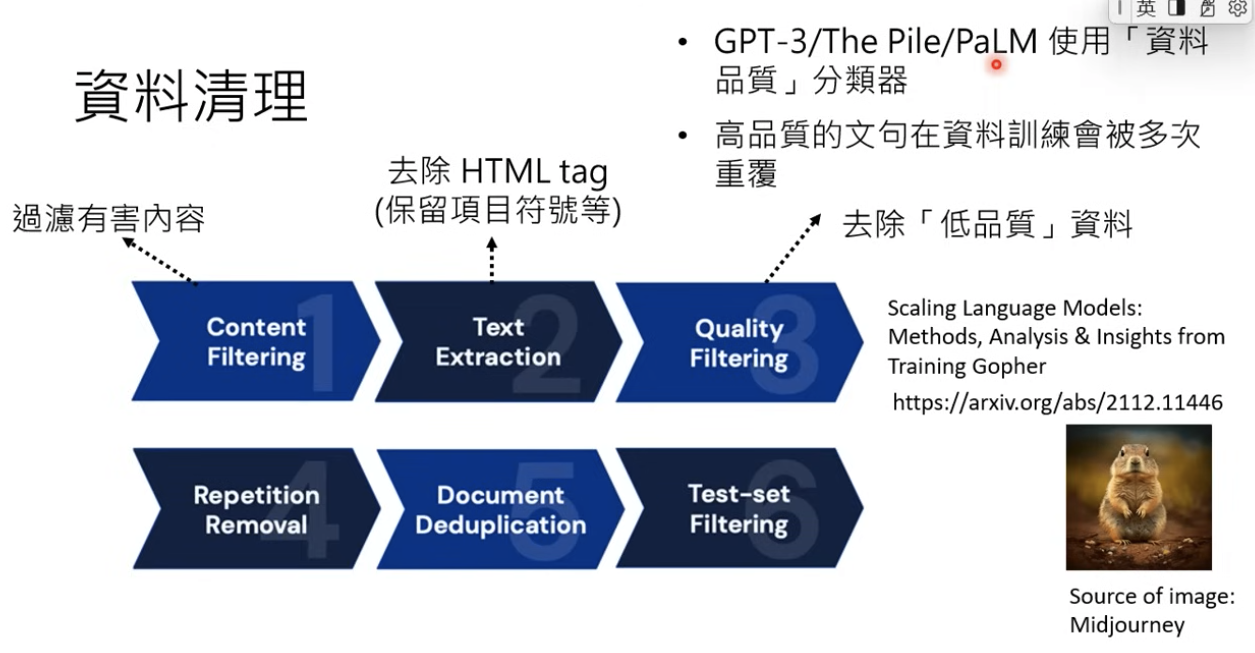 英
資料清理
• GPT-3/The Pile/PaLM 使用「資料
品質」分類器
• 高品質的文句在資料訓練會被多次
重覆
過濾有害內容
去除 HTML tag
(保留項目符號等)
去除「低品質」資料
1
Content
Filtering
2
Text
Extraction
3
Quality
Filtering
Scaling Language Models:
Methods, Analysis & Insights from
Training Gopher
https://arxiv.org/abs/2112.11446
4
Repetition
Removal
5
Document
Deduplication
6
Test-set
Filtering
Source of image:
Midjourney